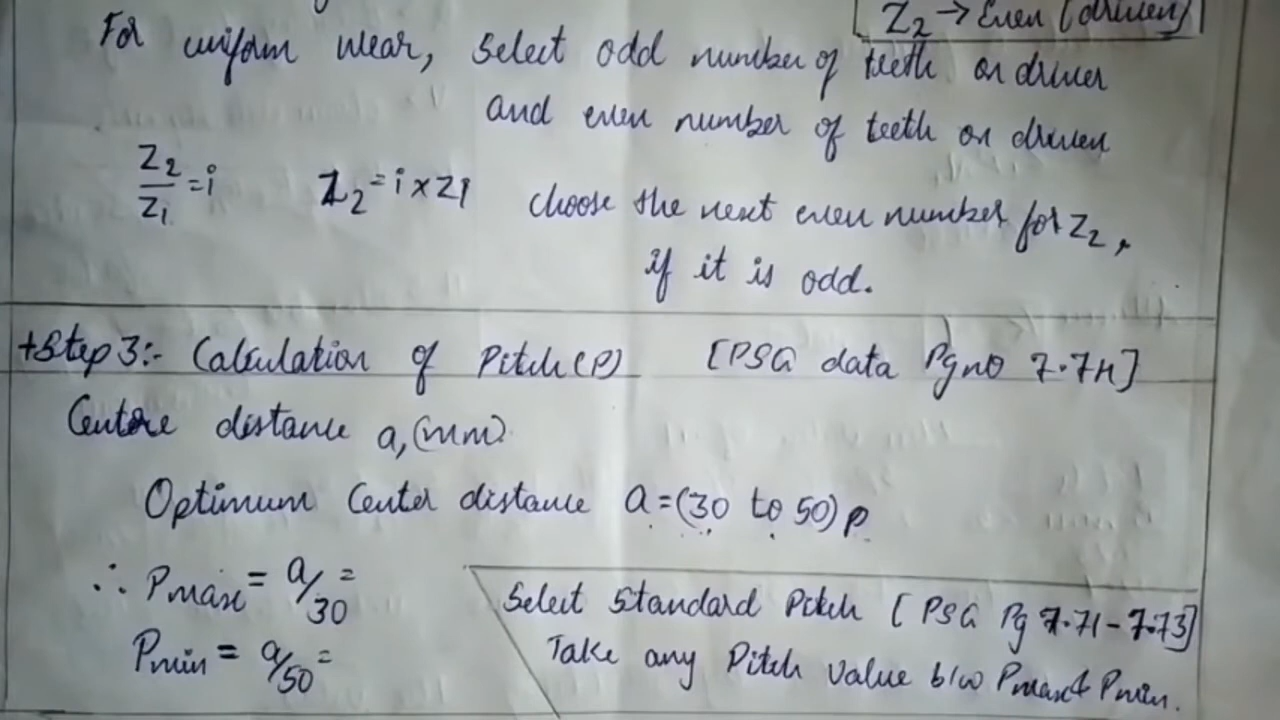 Z2 → Even (driven)
For uniform wear, select odd number of teeth on driver
and even number of teeth on driven
Z2/Z1 = i Z2 = i x Z1 choose the next even number for Z2,
if it is odd.
+Step 3:- Calculation of Pitch (P) [PSG data Pg no 7.74]
Centre distance a, (mm)
Optimum Center distance a = (30 to 50) P
∴ Pmax = a/30 =
Pmin = a/50 =
Select Standard Pitch [PSG Pg 7.71 - 7.73]
Take any Pitch value b/w Pmax & Pmin.